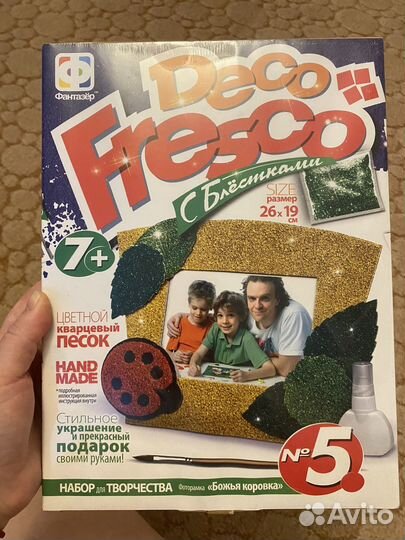 Фантазёр
Deco
Fresco
с Блёстками
SIZE
размер
26х19
см
7+
ЦВЕТНОЙ
кварцевый
песок
HAND
MADE
• подробная
иллюстрированная
инструкция внутри
Стильное
украшение
и прекрасный
подарок
своими руками!
№5
НАБОР для ТВОРЧЕСТВА Фоторамка «Божья коровка»
Avito